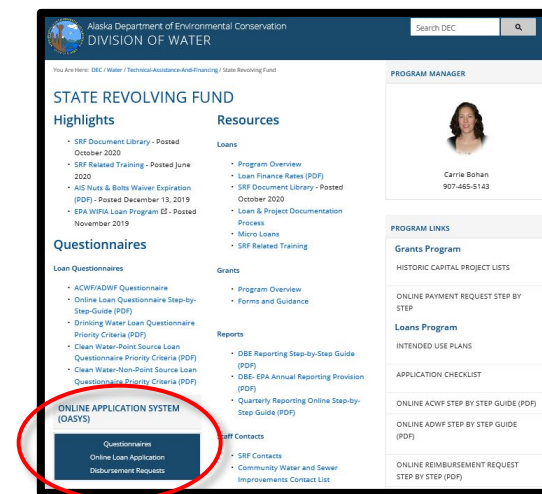 Alaska Department of Environmental Conservation
DIVISION OF WATER
Search DEC
You Are Here: DEC / Water / Technical-Assistance-And-Financing / State Revolving Fund
STATE REVOLVING FUND
Highlights
• SRF Document Library - Posted
October 2020
• SRF Related Training - Posted June
2020
• AIS Nuts & Bolts Waiver Expiration
(PDF) - Posted December 13, 2019
• EPA WIFIA Loan Program - Posted
November 2019
Questionnaires
Loan Questionnaires
• ACWF/ADWF Questionnaire
• Online Loan Questionnaire Step-by-
Step-Guide (PDF)
• Drinking Water Loan Questionnaire
Priority Criteria (PDF)
• Clean Water-Point Source Loan
Questionnaire Priority Criteria (PDF)
• Clean Water-Non-Point Source Loan
Questionnaire Priority Criteria (PDF)
ONLINE APPLICATION SYSTEM
(OASYS)
Questionnaires
Online Loan Application
Disbursement Requests
Resources
Loans
• Program Overview
• Loan Finance Rates (PDF)
• SRF Document Library - Posted
October 2020
• Loan & Project Documentation
Process
• Micro Loans
• SRF Related Training
Grants
• Program Overview
• Forms and Guidance
Reports
• DBE Reporting Step-by-Step Guide
(PDF)
• DBE- EPA Annual Reporting Provision
(PDF)
• Quarterly Reporting Online Step-by-
Step Guide (PDF)
Staff Contacts
• SRF Contacts
• Community Water and Sewer
Improvements Contact List
PROGRAM MANAGER
Carrie Bohan
907-465-5143
PROGRAM LINKS
Grants Program
HISTORIC CAPITAL PROJECT LISTS
ONLINE PAYMENT REQUEST STEP BY
STEP
Loans Program
INTENDED USE PLANS
APPLICATION CHECKLIST
ONLINE ACWF STEP BY STEP GUIDE (PDF)
ONLINE ADWF STEP BY STEP GUIDE
(PDF)
ONLINE REIMBURSEMENT REQUEST
STEP BY STEP (PDF)